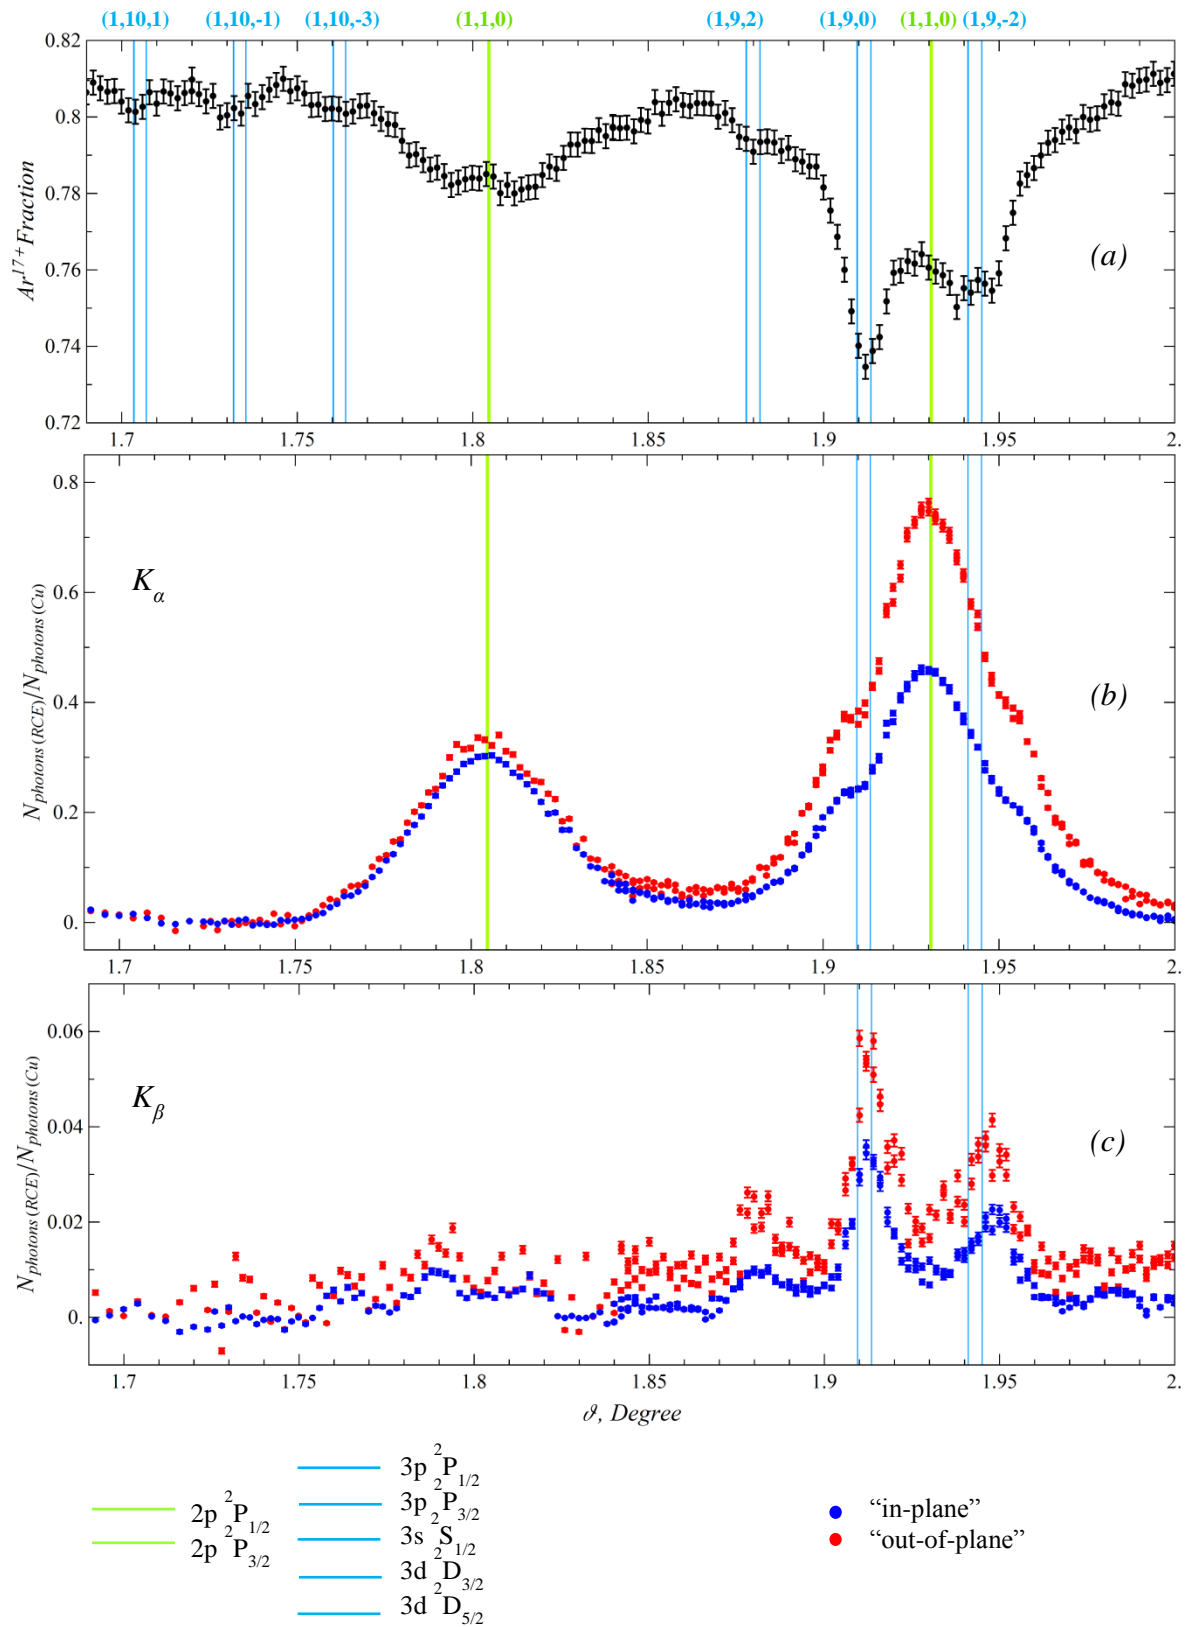 (1,10,1) (1,10,-1) (1,10,-3) (1,1,0) (1,9,2) (1,9,0) (1,1,0) (1,9,-2)
0.82
0.8
0.78
0.76
0.74
0.72
Ar17+Fraction
(a)
1.7 1.75 1.8 1.85 1.9 1.95 2.
0.8
0.6
0.4
0.2
0.
Nphotons(RCE)/Nphotons(Cu)
Kα
(b)
1.7 1.75 1.8 1.85 1.9 1.95 2.
0.06
0.04
0.02
0.
Nphotons(RCE)/Nphotons(Cu)
Kβ
(c)
1.7 1.75 1.8 1.85 1.9 1.95 2.
ϑ, Degree
2p 2P1/2
2p 2P3/2
3p 2P1/2
3p 2P3/2
3s 2S1/2
3d 2D3/2
3d 2D5/2
“in-plane”
“out-of-plane”